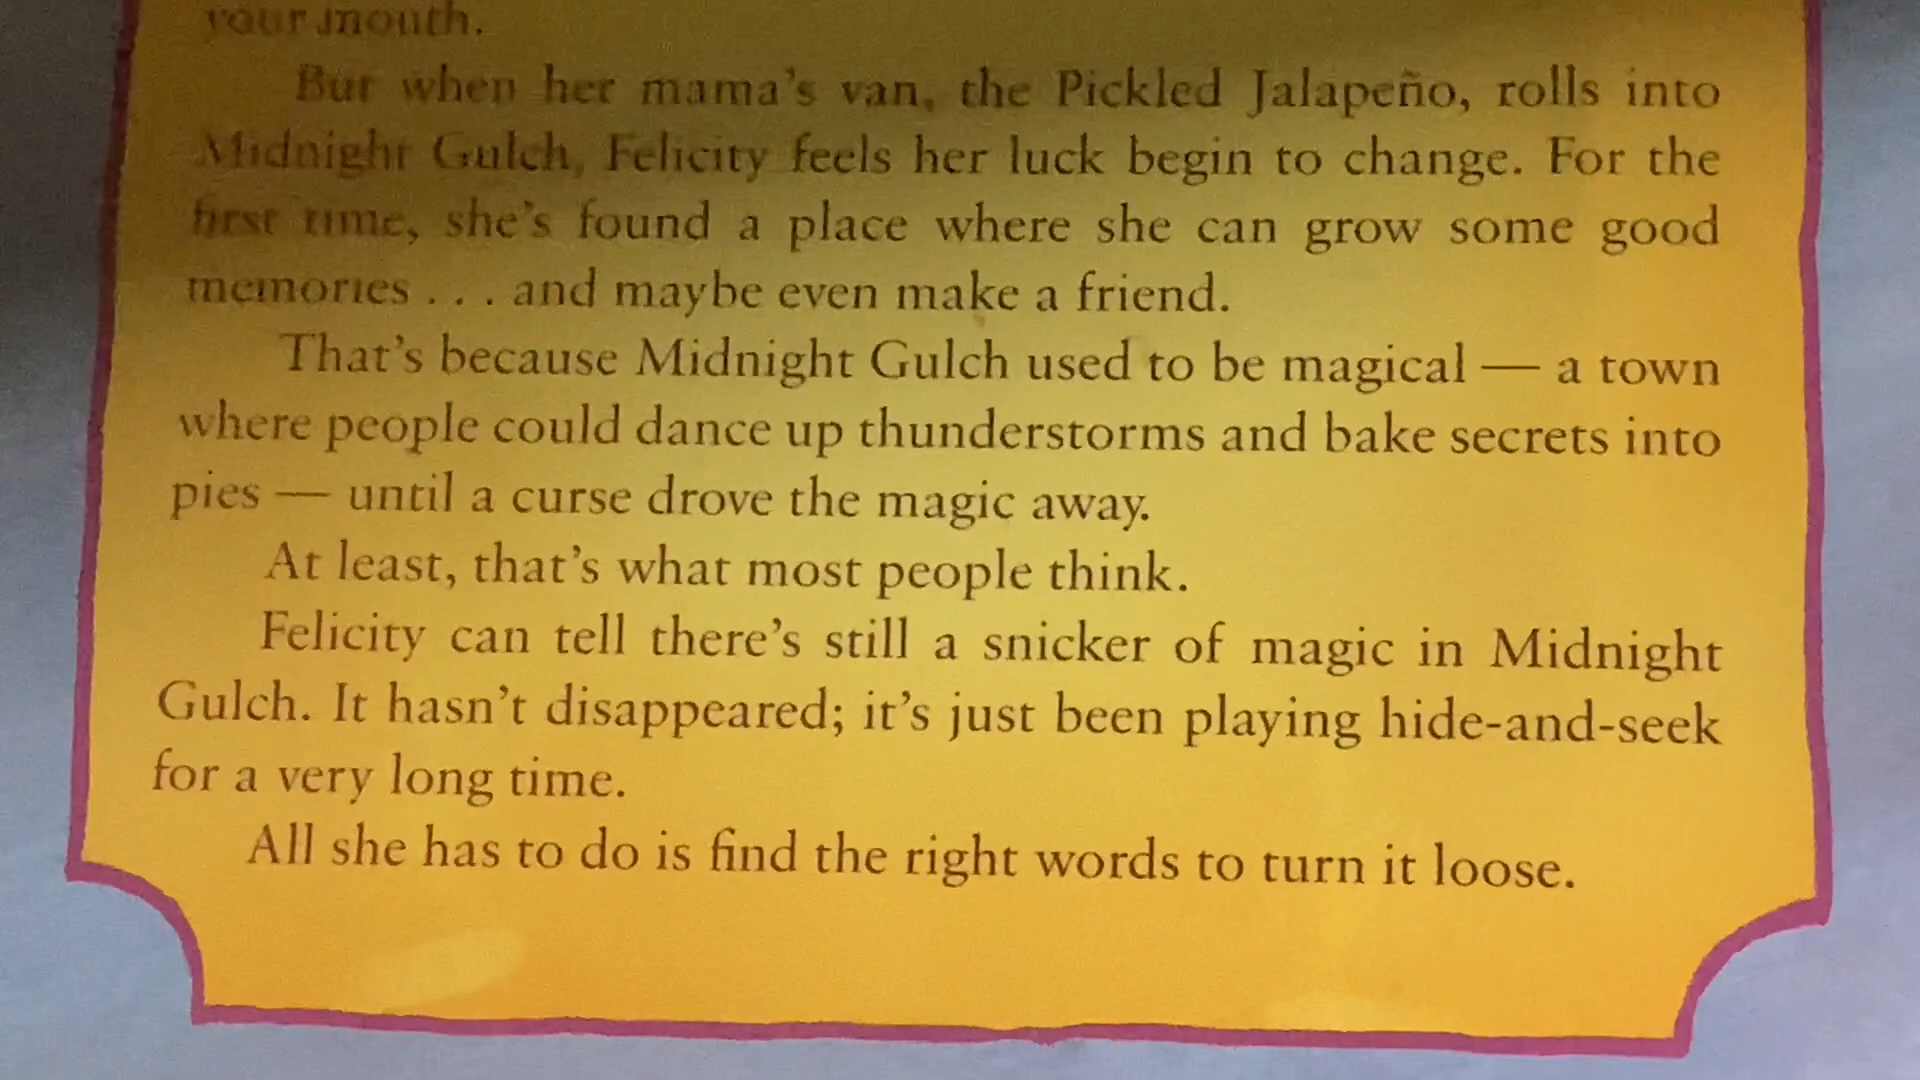 your mouth.
But when her mama's van, the Pickled Jalapeño, rolls into
Midnight Gulch, Felicity feels her luck begin to change. For the
first time, she's found a place where she can grow some good
memories . . . and maybe even make a friend.
That's because Midnight Gulch used to be magical — a town
where people could dance up thunderstorms and bake secrets into
pies — until a curse drove the magic away.
At least, that's what most people think.
Felicity can tell there's still a snicker of magic in Midnight
Gulch. It hasn't disappeared; it's just been playing hide-and-seek
for a very long time.
All she has to do is find the right words to turn it loose.